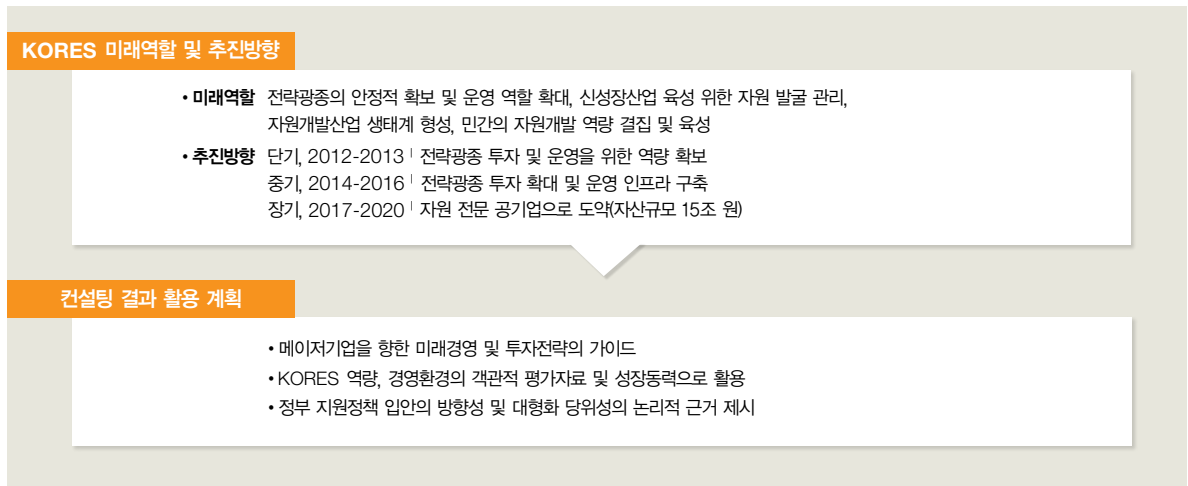 KORES 미래역할 및 추진방향
• 미래역할 전략광종의 안정적 확보 및 운영 역할 확대, 신성장산업 육성 위한 자원 발굴 관리,
자원개발산업 생태계 형성, 민간의 자원개발 역량 결집 및 육성
• 추진방향 단기, 2012-2013 | 전략광종 투자 및 운영을 위한 역량 확보
중기, 2014-2016 | 전략광종 투자 확대 및 운영 인프라 구축
장기, 2017-2020 | 자원 전문 공기업으로 도약(자산규모 15조 원)
컨설팅 결과 활용 계획
• 메이저기업을 향한 미래경영 및 투자전략의 가이드
• KORES 역량, 경영환경의 객관적 평가자료 및 성장동력으로 활용
• 정부 지원정책 입안의 방향성 및 대형화 당위성의 논리적 근거 제시